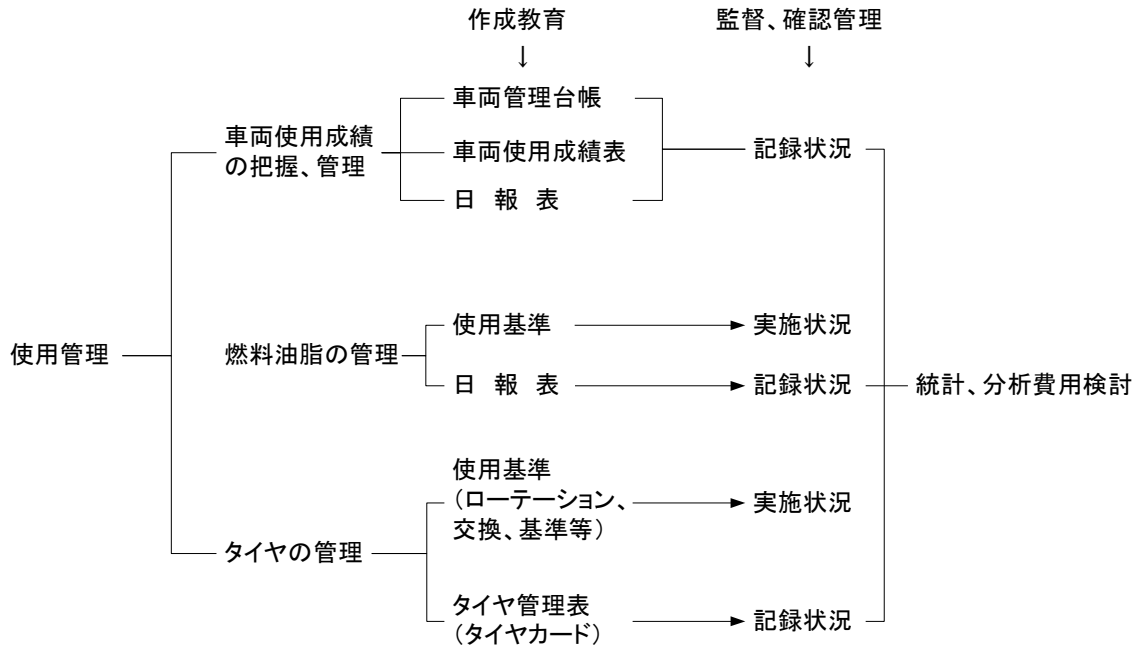 作成教育
監督、確認管理
↓
↓
車両管理台帳
車両使用成績
の把握、管理
車両使用成績表
記録状況
日 報 表
使用基準
実施状況
使用管理
燃料油脂の管理
日 報 表
記録状況
統計、分析費用検討
使用基準
(ローテーション、
交換、基準等)
実施状況
タイヤの管理
タイヤ管理表
(タイヤカード)
記録状況